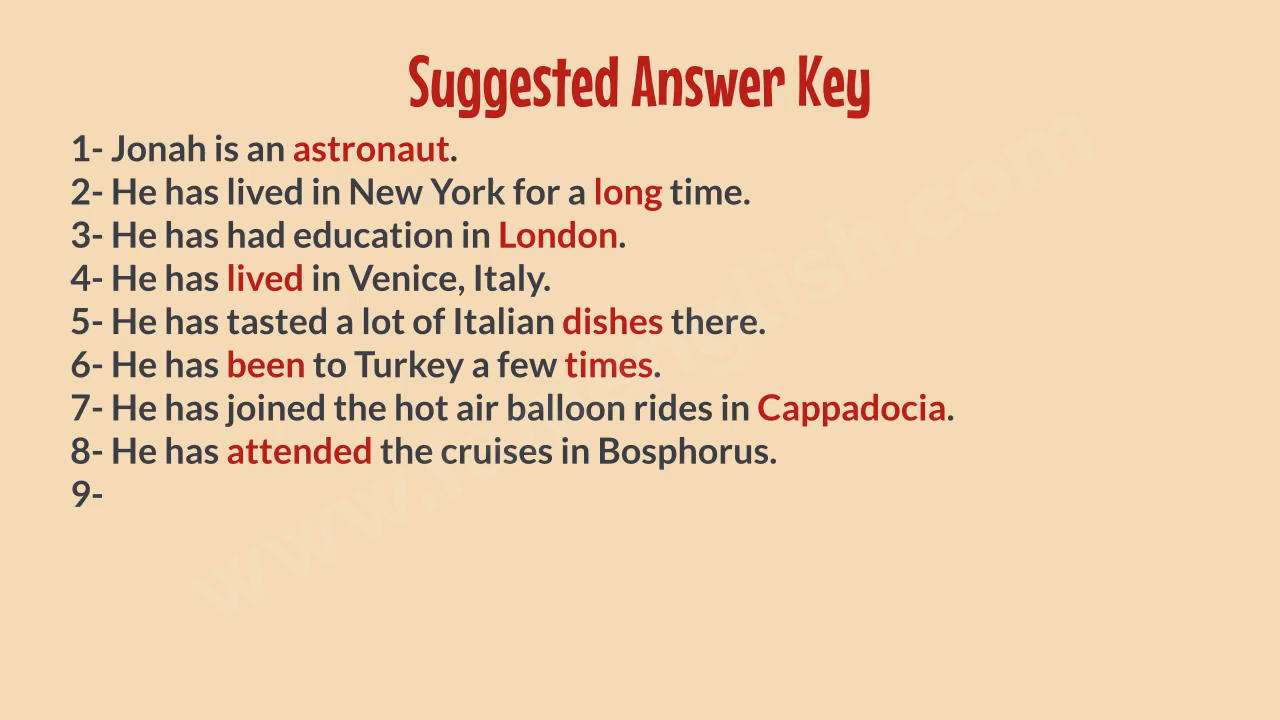 Suggested Answer Key
1- Jonah is an astronaut.
2- He has lived in New York for a long time.
3- He has had education in London.
4- He has lived in Venice, Italy.
5- He has tasted a lot of Italian dishes there.
6- He has been to Turkey a few times.
7- He has joined the hot air balloon rides in Cappadocia.
8- He has attended the cruises in Bosphorus.
9-